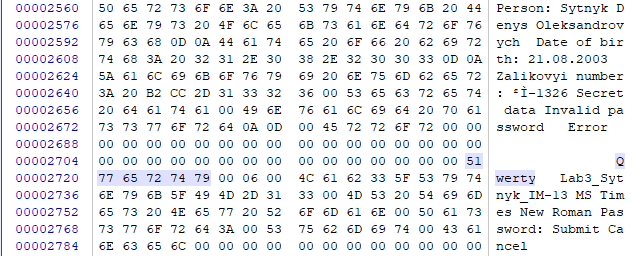 00002560 50 65 72 73 6F 6E 3A 20 53 79 74 6E 79 6B 20 44 Person: Sytnyk D
00002576 65 6E 79 73 20 4F 6C 65 6B 73 61 6E 64 72 6F 76 enys Oleksandrov
00002592 79 63 68 0D 0A 44 61 74 65 20 6F 66 20 62 69 72 ych Date of bir
00002608 74 68 3A 20 32 31 2E 30 38 2E 32 30 30 33 0D 0A th: 21.08.2003
00002624 5A 61 6C 69 6B 6F 76 79 69 20 6E 75 6D 62 65 72 Zalikovyi number
00002640 3A 20 B2 CC 2D 31 33 32 36 00 53 65 63 72 65 74 : ²Ì-1326 Secret
00002656 20 64 61 74 61 00 49 6E 76 61 6C 69 64 20 70 61 data Invalid pa
00002672 73 73 77 6F 72 64 0A 0D 00 45 72 72 6F 72 00 00 ssword Error
00002688 00 00 00 00 00 00 00 00 00 00 00 00 00 00 00 00
00002704 00 00 00 00 00 00 00 00 00 00 00 00 00 00 00 51 Q
00002720 77 65 72 74 79 00 06 00 4C 61 62 33 5F 53 79 74 werty Lab3_Syt
00002736 6E 79 6B 5F 49 4D 2D 31 33 00 4D 53 20 54 69 6D nyk_IM-13 MS Tim
00002752 65 73 20 4E 65 77 20 52 6F 6D 61 6E 00 50 61 73 es New Roman Pas
00002768 73 77 6F 72 64 3A 00 53 75 62 6D 69 74 00 43 61 sword: Submit Ca
00002784 6E 63 65 6C 00 00 00 00 00 00 00 00 00 00 00 00 ncel